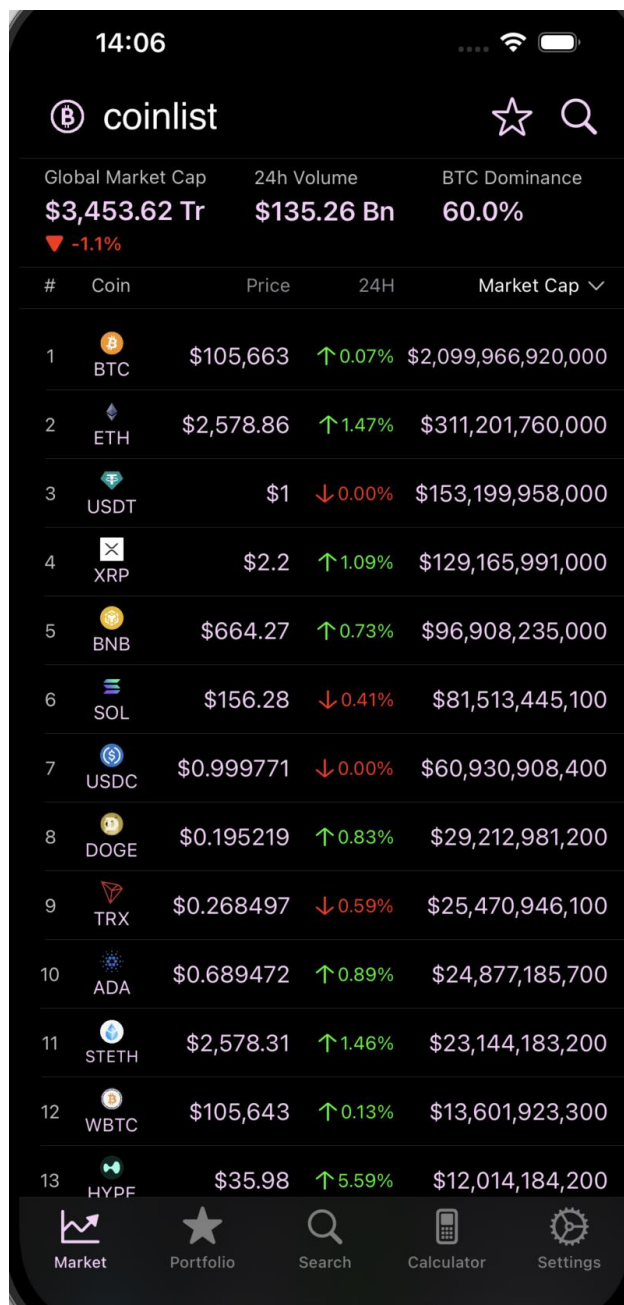 14:06
coinlist
Global Market Cap 24h Volume BTC Dominance
$3,453.62 Tr $135.26 Bn 60.0%
-1.1%
# Coin Price 24H Market Cap
1 BTC $105,663 0.07% $2,099,966,920,000
2 ETH $2,578.86 1.47% $311,201,760,000
3 USDT $1 0.00% $153,199,958,000
4 XRP $2.2 1.09% $129,165,991,000
5 BNB $664.27 0.73% $96,908,235,000
6 SOL $156.28 0.41% $81,513,445,100
7 USDC $0.999771 0.00% $60,930,908,400
8 DOGE $0.195219 0.83% $29,212,981,200
9 TRX $0.268497 0.59% $25,470,946,100
10 ADA $0.689472 0.89% $24,877,185,700
11 STETH $2,578.31 1.46% $23,144,183,200
12 WBTC $105,643 0.13% $13,601,923,300
13 HYPE $35.98 5.59% $12,014,184,200
Market Portfolio Search Calculator Settings